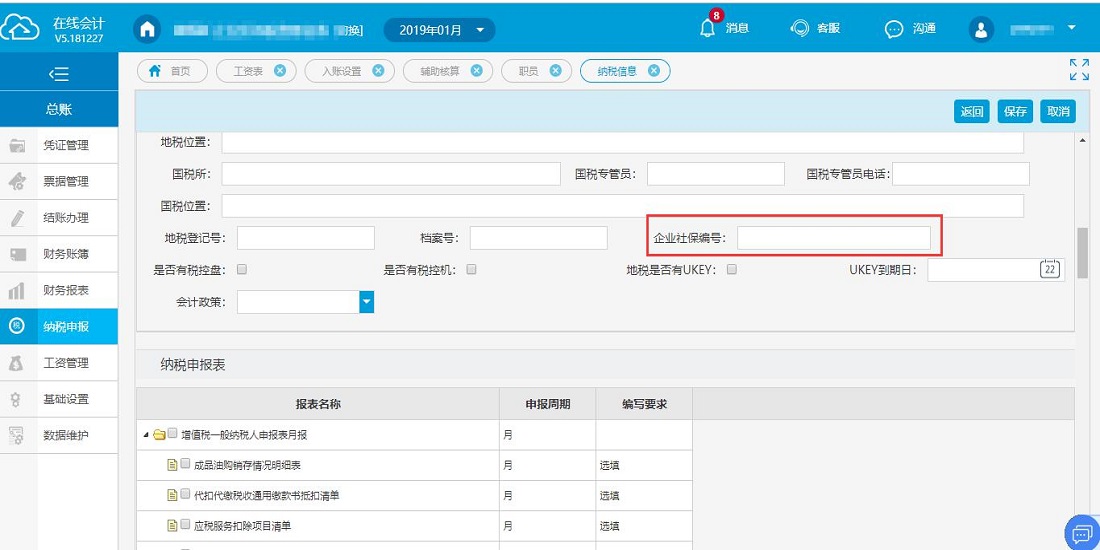 在线会计
V5.181227
切换]
2019年01月
8
消息
客服
沟通
首页
工资表
入账设置
辅助核算
职员
纳税信息
总账
凭证管理
票据管理
结账办理
财务账簿
财务报表
税 纳税申报
工资管理
基础设置
数据维护
返回 保存 取消
地税位置：
国税所： 国税专管员： 国税专管员电话：
国税位置：
地税登记号： 档案号： 企业社保编号：
是否有税控盘： 是否有税控机： 地税是否有UKEY： UKEY到期日： 22
会计政策：
纳税申报表
报表名称 申报周期 编写要求
增值税一般纳税人申报表月报 月
成品油购销存情况明细表 月 选填
代扣代缴税收通用缴款书抵扣清单 月 选填
应税服务扣除项目清单 月 选填